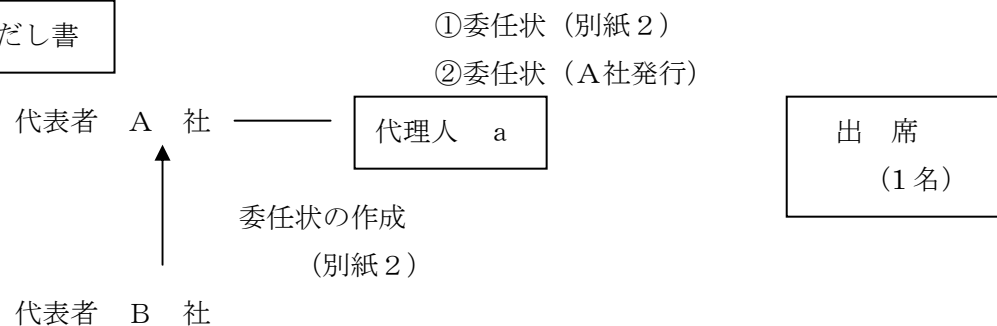 だし書
①委任状（別紙２）
②委任状（Ａ社発行）
代表者　Ａ　社
代理人　ａ
出　席
（１名）
委任状の作成
（別紙２）
代表者　Ｂ　社